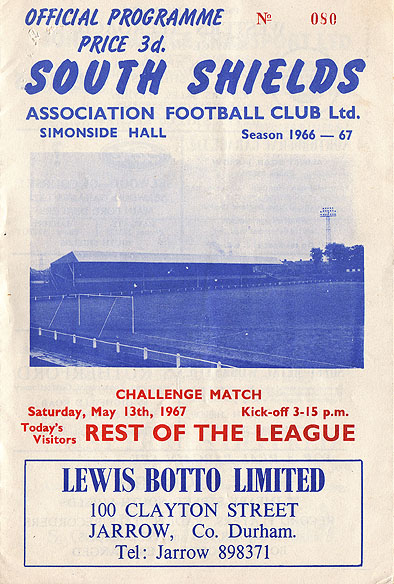 OFFICIAL PROGRAMME № 080
PRICE 3d.
SOUTH SHIELDS
ASSOCIATION FOOTBALL CLUB Ltd.
SIMONSIDE HALL Season 1966 — 67
CHALLENGE MATCH
Saturday, May 13th, 1967 Kick-off 3-15 p.m.
Today's Visitors REST OF THE LEAGUE
LEWIS BOTTO LIMITED
100 CLAYTON STREET
JARROW, Co. Durham.
Tel: Jarrow 898371